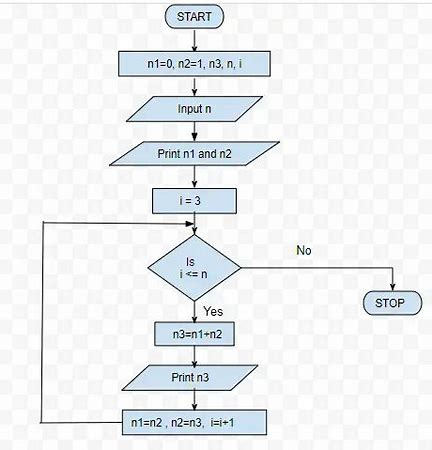 START
n1=0, n2=1, n3, n, i
Input n
Print n1 and n2
i = 3
Is
i <= n
No
STOP
Yes
n3=n1+n2
Print n3
n1=n2 , n2=n3, i=i+1